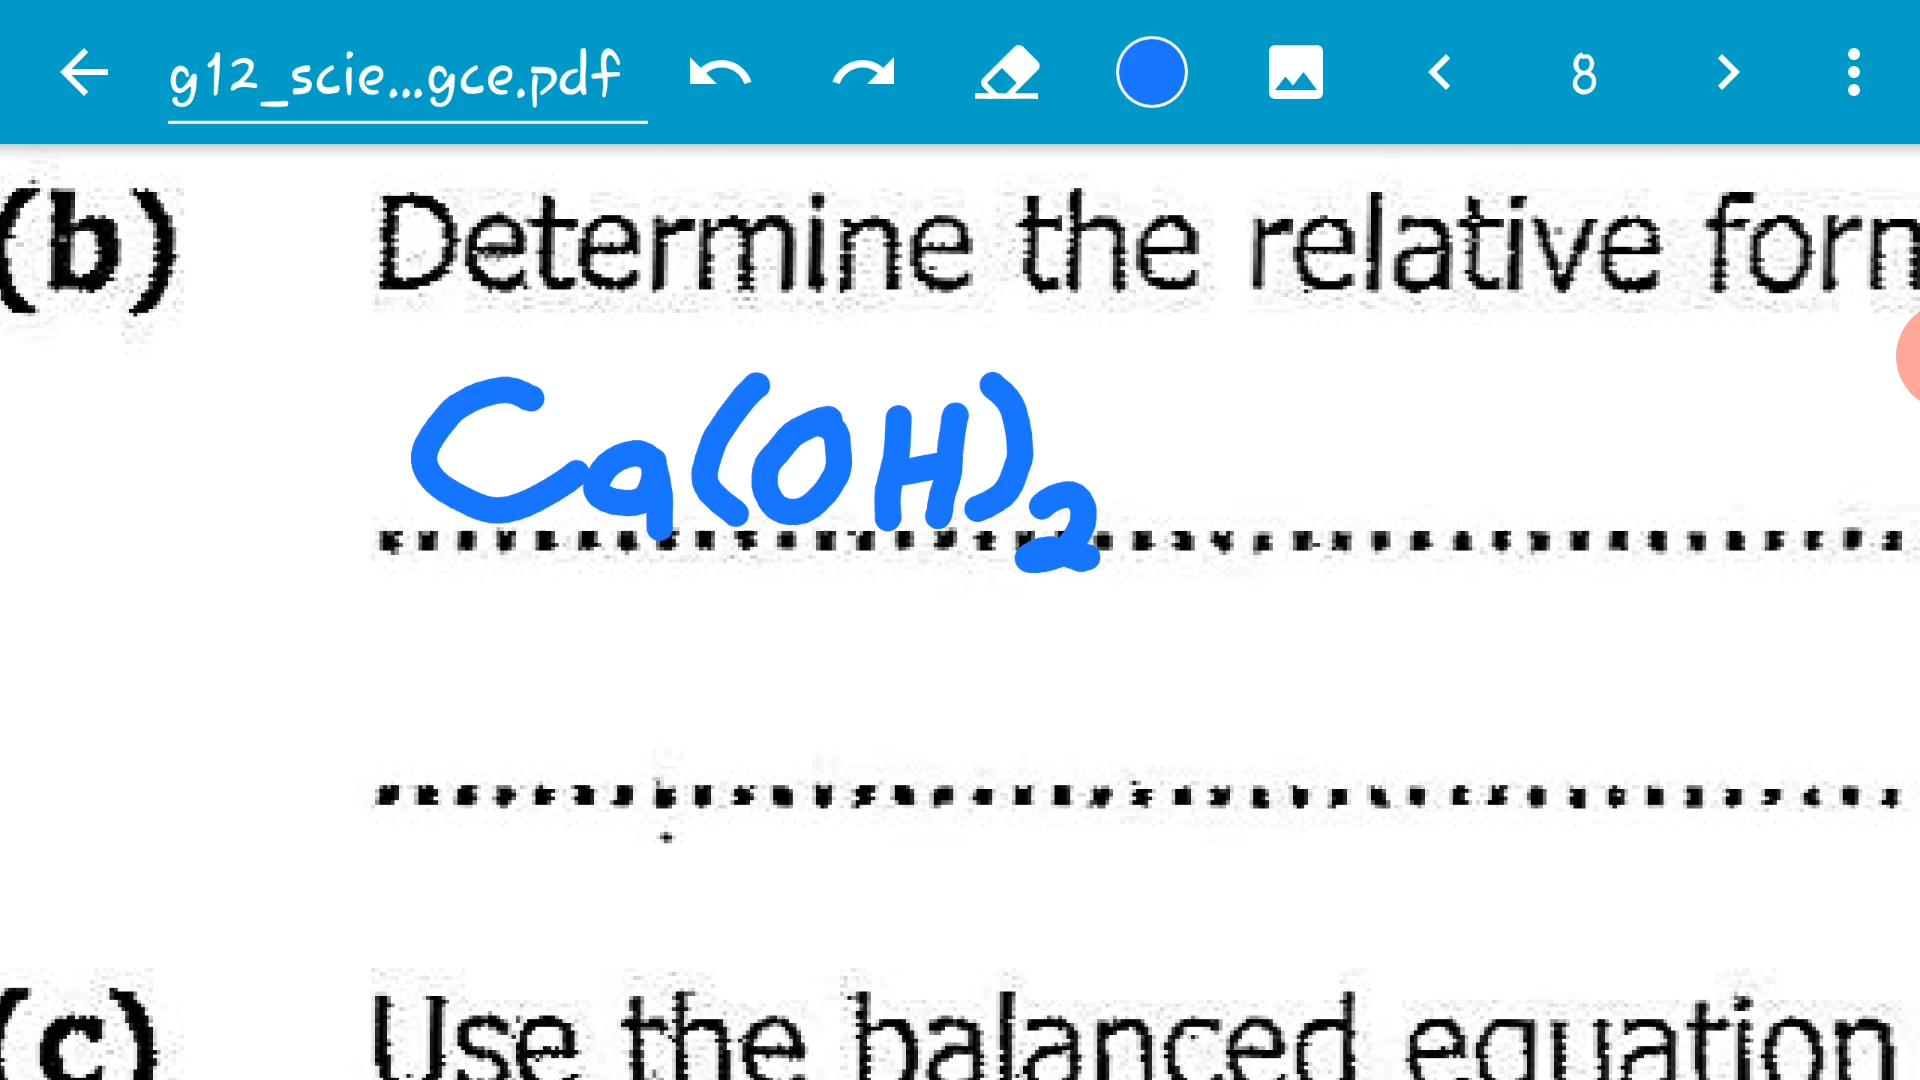 g12_scie...gce.pdf 8
(b) Determine the relative form
Ca(OH)₂
(c) Use the balanced equation